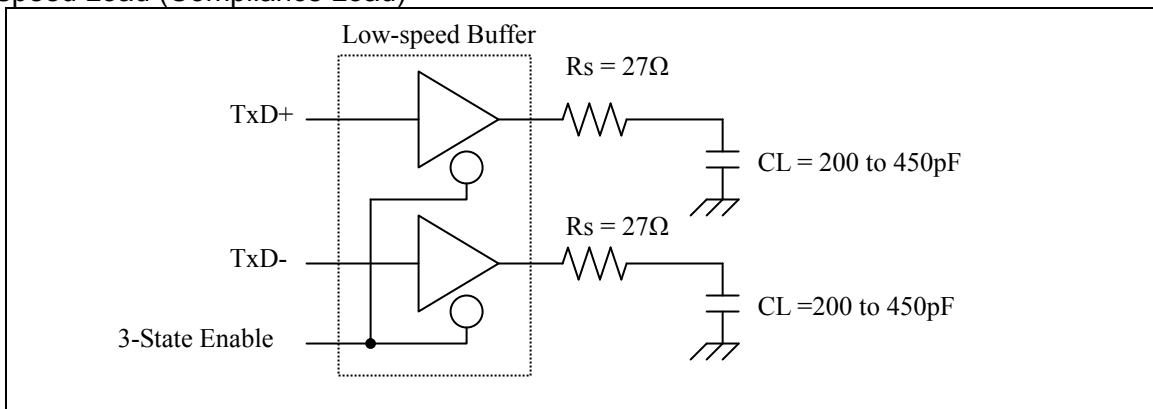 Speed Load (Compliance Load)
Low-speed Buffer
Rs = 27Ω
TxD+
CL = 200 to 450pF
Rs = 27Ω
TxD-
CL =200 to 450pF
3-State Enable